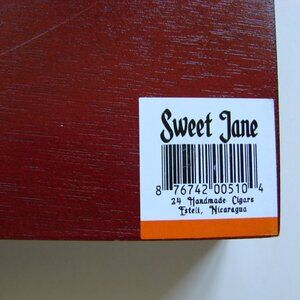 Sweet Jane
8 76742 00510 4
24 Handmade Cigars
Esteli, Nicaragua